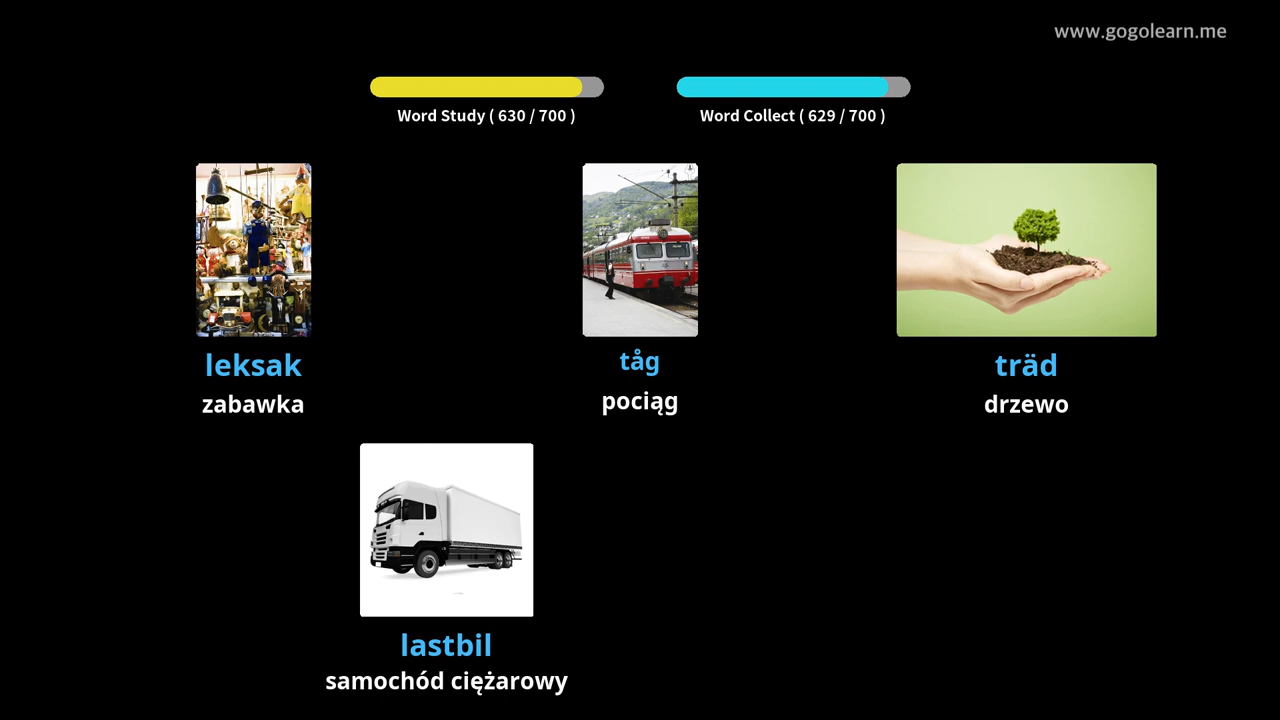 www.gogolearn.me
Word Study ( 630 / 700 )
Word Collect ( 629 / 700 )
leksak
zabawka
tåg
pociąg
träd
drzewo
lastbil
samochód ciężarowy